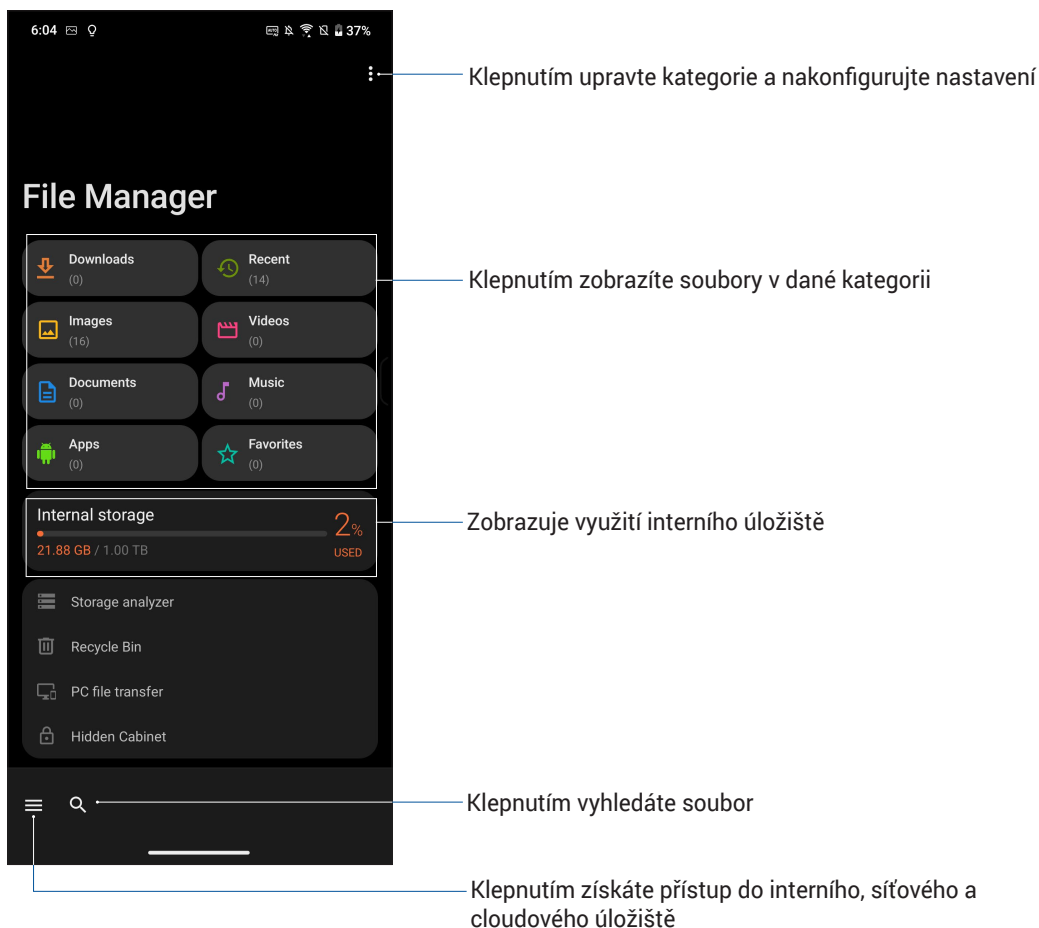 6:04
37%
Klepnutím upravte kategorie a nakonfigurujte nastavení
File Manager
Downloads
(0)
Recent
(14)
Klepnutím zobrazíte soubory v dané kategorii
Images
(16)
Videos
(0)
Documents
(0)
Music
(0)
Apps
(0)
Favorites
(0)
Internal storage
2%
21.88 GB / 1.00 TB
USED
Zobrazuje využití interního úložiště
Storage analyzer
Recycle Bin
PC file transfer
Hidden Cabinet
Klepnutím vyhledáte soubor
Klepnutím získáte přístup do interního, síťového a
cloudového úložiště